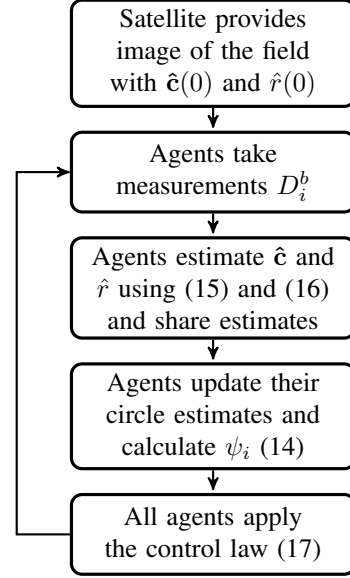 Satellite provides
image of the field
with ĉ(0) and r̂(0)
Agents take
measurements D_i^b
Agents estimate ĉ and
r̂ using (15) and (16)
and share estimates
Agents update their
circle estimates and
calculate ψ_i (14)
All agents apply
the control law (17)